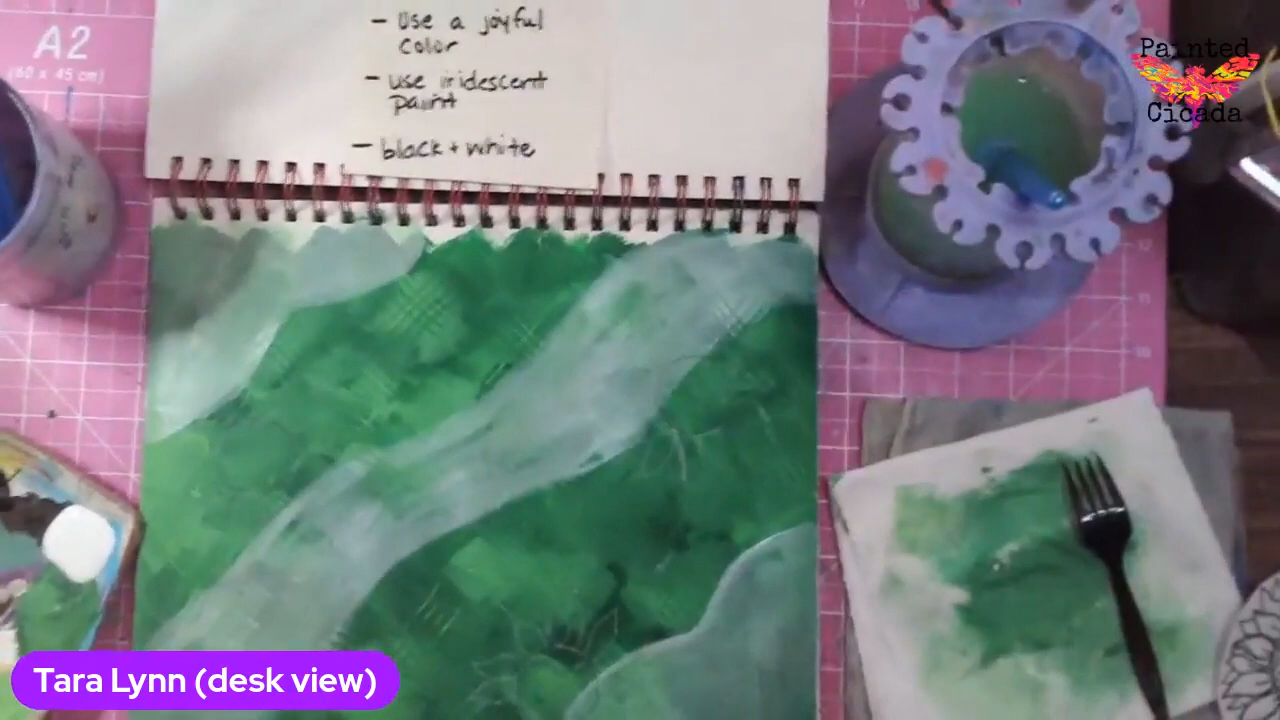 A2
(60 x 45 cm)
- Use a joyful
color
- use iridescent
paint
- black + white
Painted
Cicada
Tara Lynn (desk view)